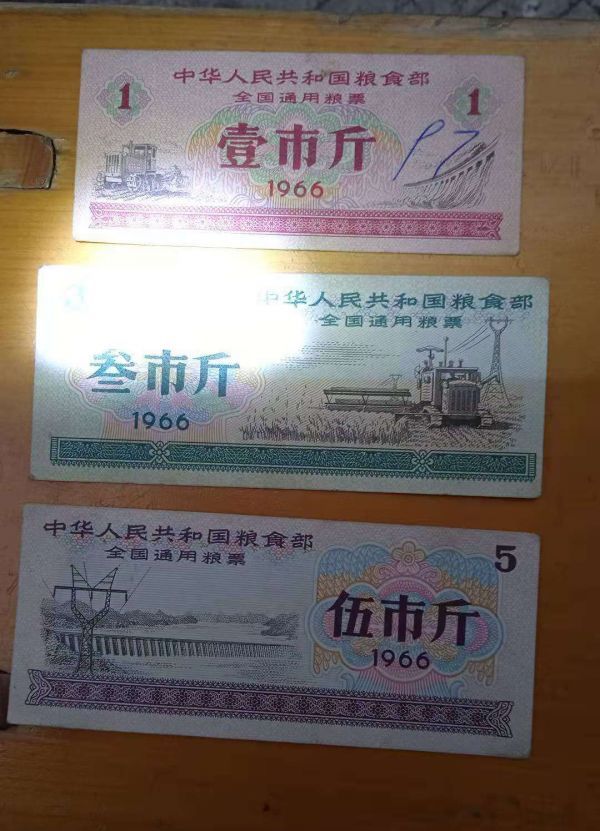 中华人民共和国粮食部
全国通用粮票
1
1
壹市斤
97
1966
3
中华人民共和国粮食部
全国通用粮票
叁市斤
1966
中华人民共和国粮食部
全国通用粮票
5
伍市斤
1966